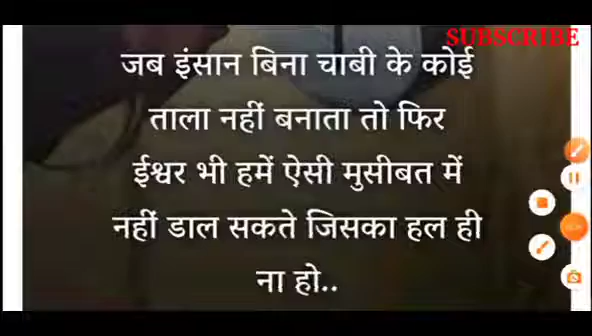 SUBSCRIBE
जब इंसान बिना चाबी के कोई
ताला नहीं बनाता तो फिर
ईश्वर भी हमें ऐसी मुसीबत में
नहीं डाल सकते जिसका हल ही
ना हो..